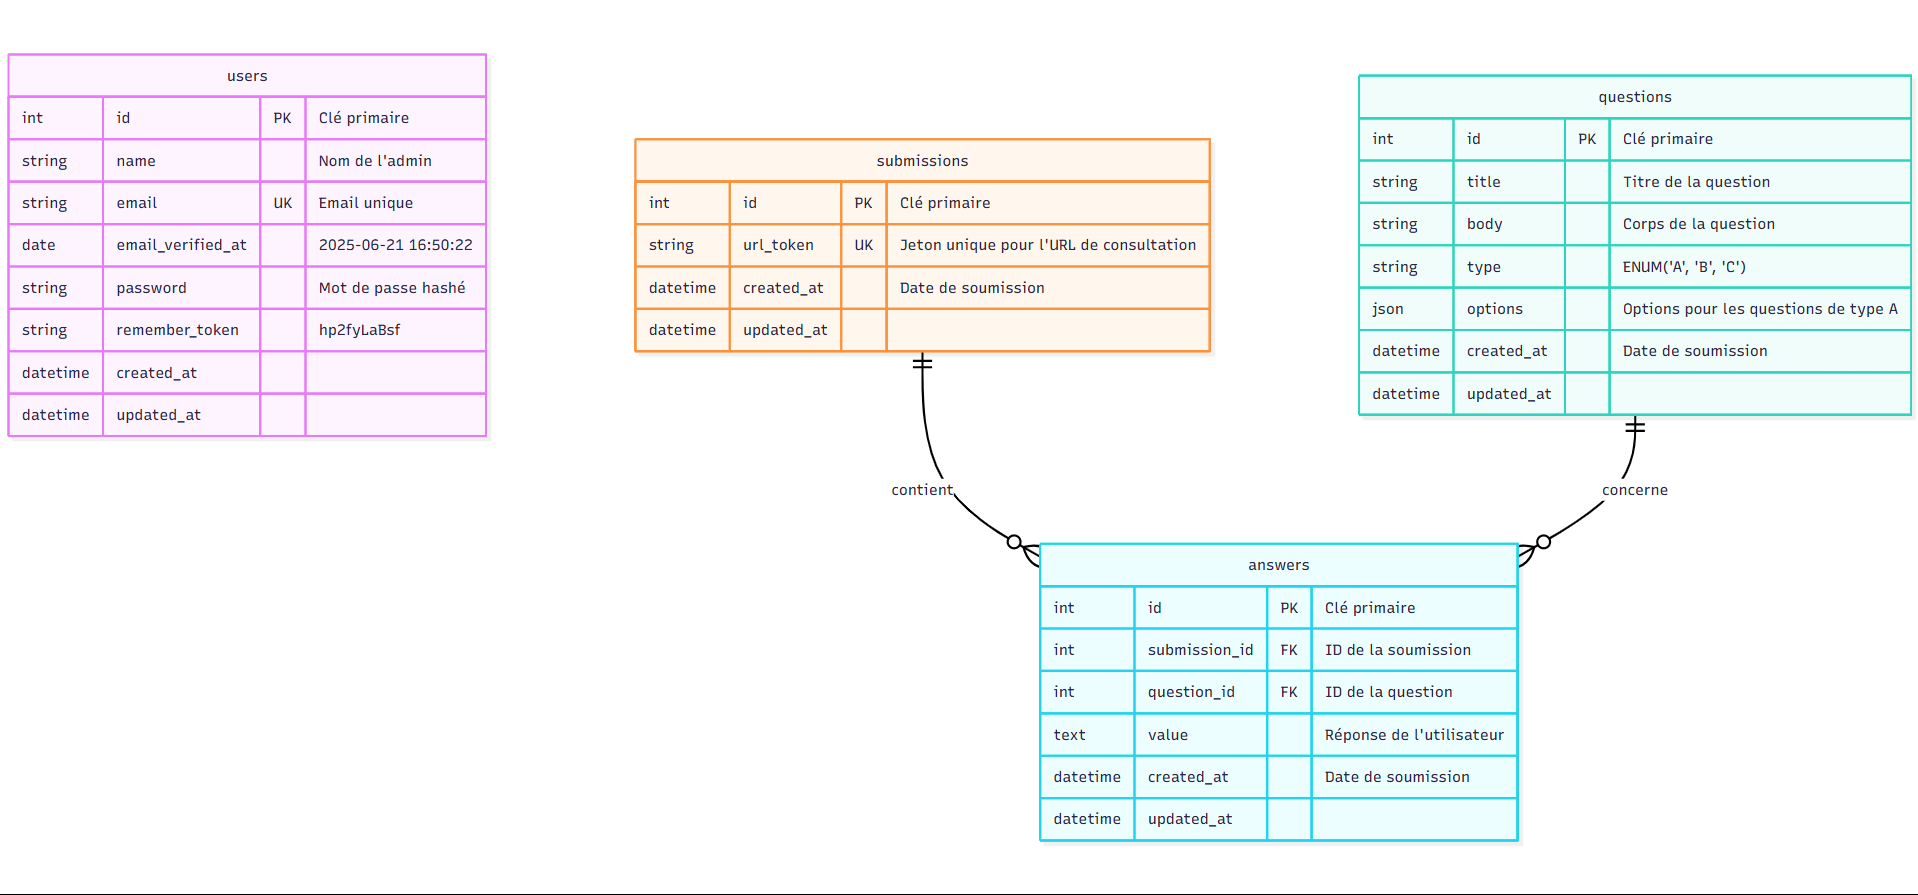 users
int id PK Clé primaire
string name Nom de l'admin
string email UK Email unique
date email_verified_at 2025-06-21 16:50:22
string password Mot de passe hashé
string remember_token hp2fyLaBsf
datetime created_at
datetime updated_at
submissions
int id PK Clé primaire
string url_token UK Jeton unique pour l'URL de consultation
datetime created_at Date de soumission
datetime updated_at
questions
int id PK Clé primaire
string title Titre de la question
string body Corps de la question
string type ENUM('A', 'B', 'C')
json options Options pour les questions de type A
datetime created_at Date de soumission
datetime updated_at
contient
concerne
answers
int id PK Clé primaire
int submission_id FK ID de la soumission
int question_id FK ID de la question
text value Réponse de l'utilisateur
datetime created_at Date de soumission
datetime updated_at